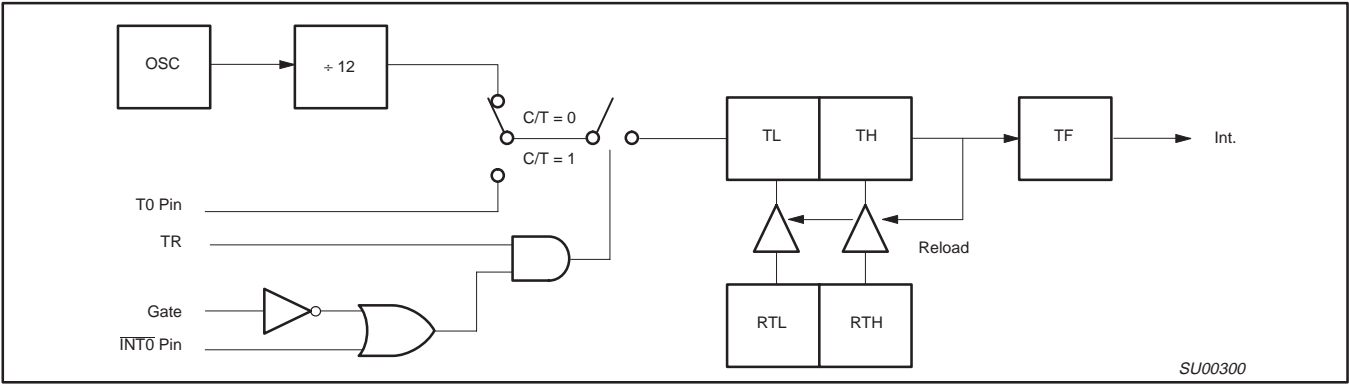 OSC
÷ 12
C/T = 0
C/T = 1
TL
TH
TF
Int.
T0 Pin
TR
Reload
Gate
INT0 Pin
RTL
RTH
SU00300